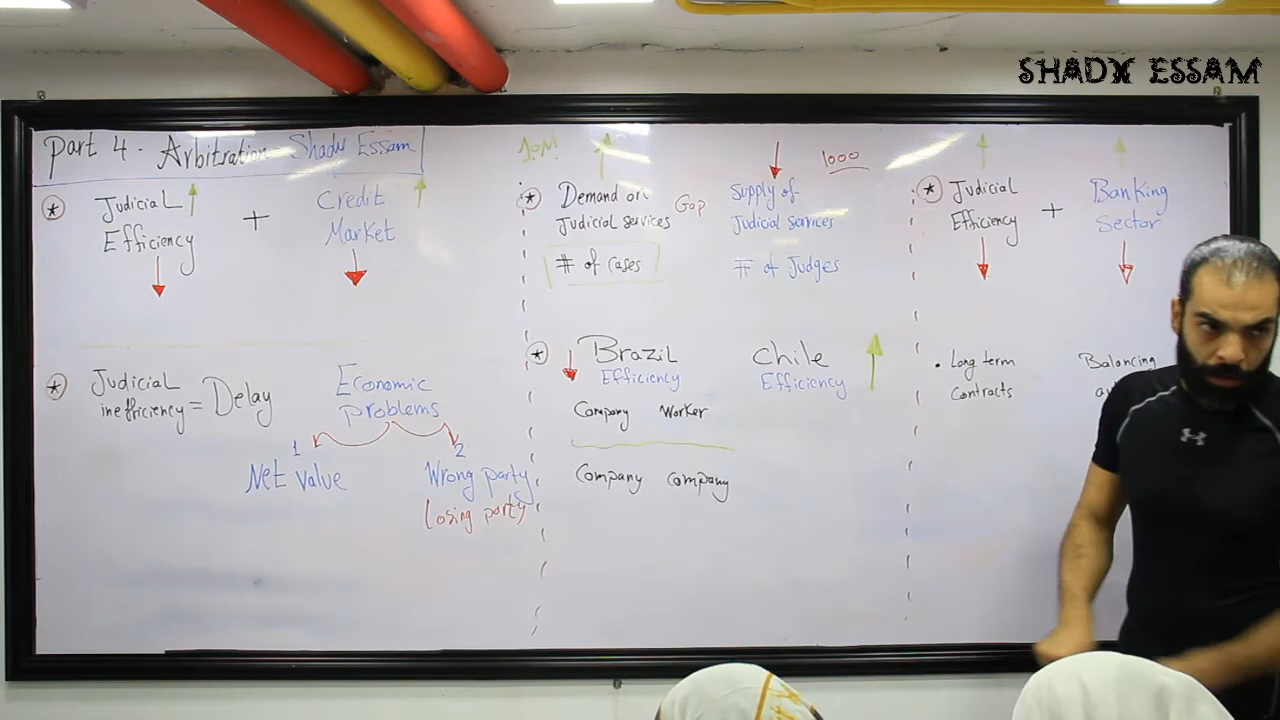 SHADY ESSAM
Part 4 - Arbitration - Shady Essam
Judicial
Efficiency
+
Credit
Market
Judicial
inefficiency = Delay
Economic
problems
1
Net value
2
Wrong party
losing party
10M
Demand on
Judicial services
# of cases
Gap
Supply of
Judicial services
# of Judges
1000
Brazil
Efficiency
Chile
Efficiency
Company Worker
Company Company
Judicial
Efficiency
+
Banking
Sector
• Long term
Contracts
Balancing